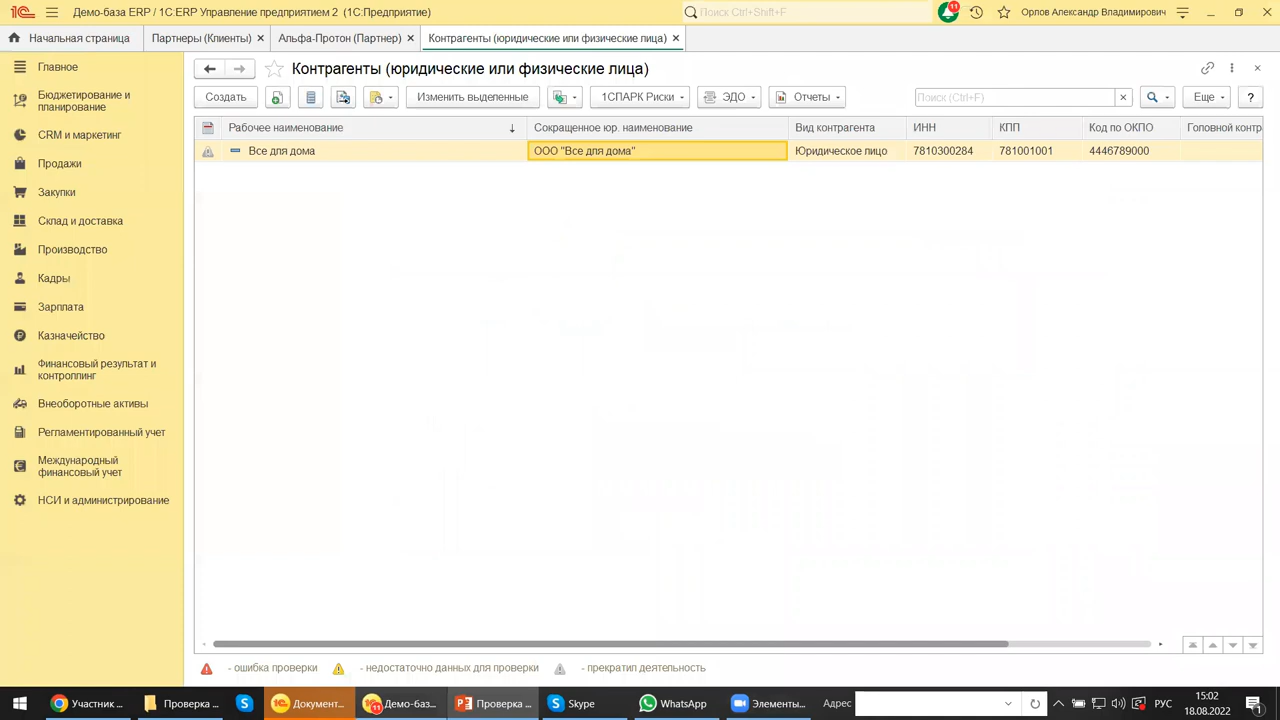 Демо-база ERP / 1С:ERP Управление предприятием 2 (1С:Предприятие)
Поиск Ctrl+Shift+F
11
Орлов Александр Владимирович
Начальная страница
Партнеры (Клиенты) ×
Альфа-Протон (Партнер) ×
Контрагенты (юридические или физические лица) ×
Главное
Бюджетирование и
планирование
CRM и маркетинг
Продажи
Закупки
Склад и доставка
Производство
Кадры
Зарплата
Казначейство
Финансовый результат и
контроллинг
Внеоборотные активы
Регламентированный учет
Международный
финансовый учет
НСИ и администрирование
Контрагенты (юридические или физические лица)
Создать
Изменить выделенные
1СПАРК Риски
ЭДО
Отчеты
Поиск (Ctrl+F)
×
Еще
?
Рабочее наименование ↓ Сокращенное юр. наименование Вид контрагента ИНН КПП Код по ОКПО Головной контр
Все для дома ООО "Все для дома" Юридическое лицо 7810300284 781001001 4446789000
- ошибка проверки - недостаточно данных для проверки - прекратил деятельность
Участник ...
Проверка ...
Документ...
11
Демо-баз...
Проверка ...
Skype
WhatsApp
Элементы...
Адрес
РУС
15:02
18.08.2022